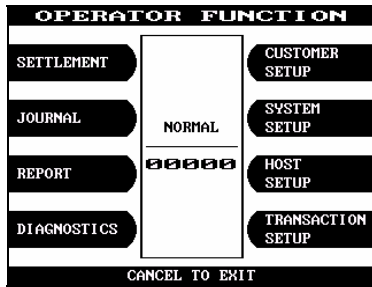 OPERATOR FUNCTION
SETTLEMENT
JOURNAL
REPORT
DIAGNOSTICS
NORMAL
00000
CUSTOMER
SETUP
SYSTEM
SETUP
HOST
SETUP
TRANSACTION
SETUP
CANCEL TO EXIT